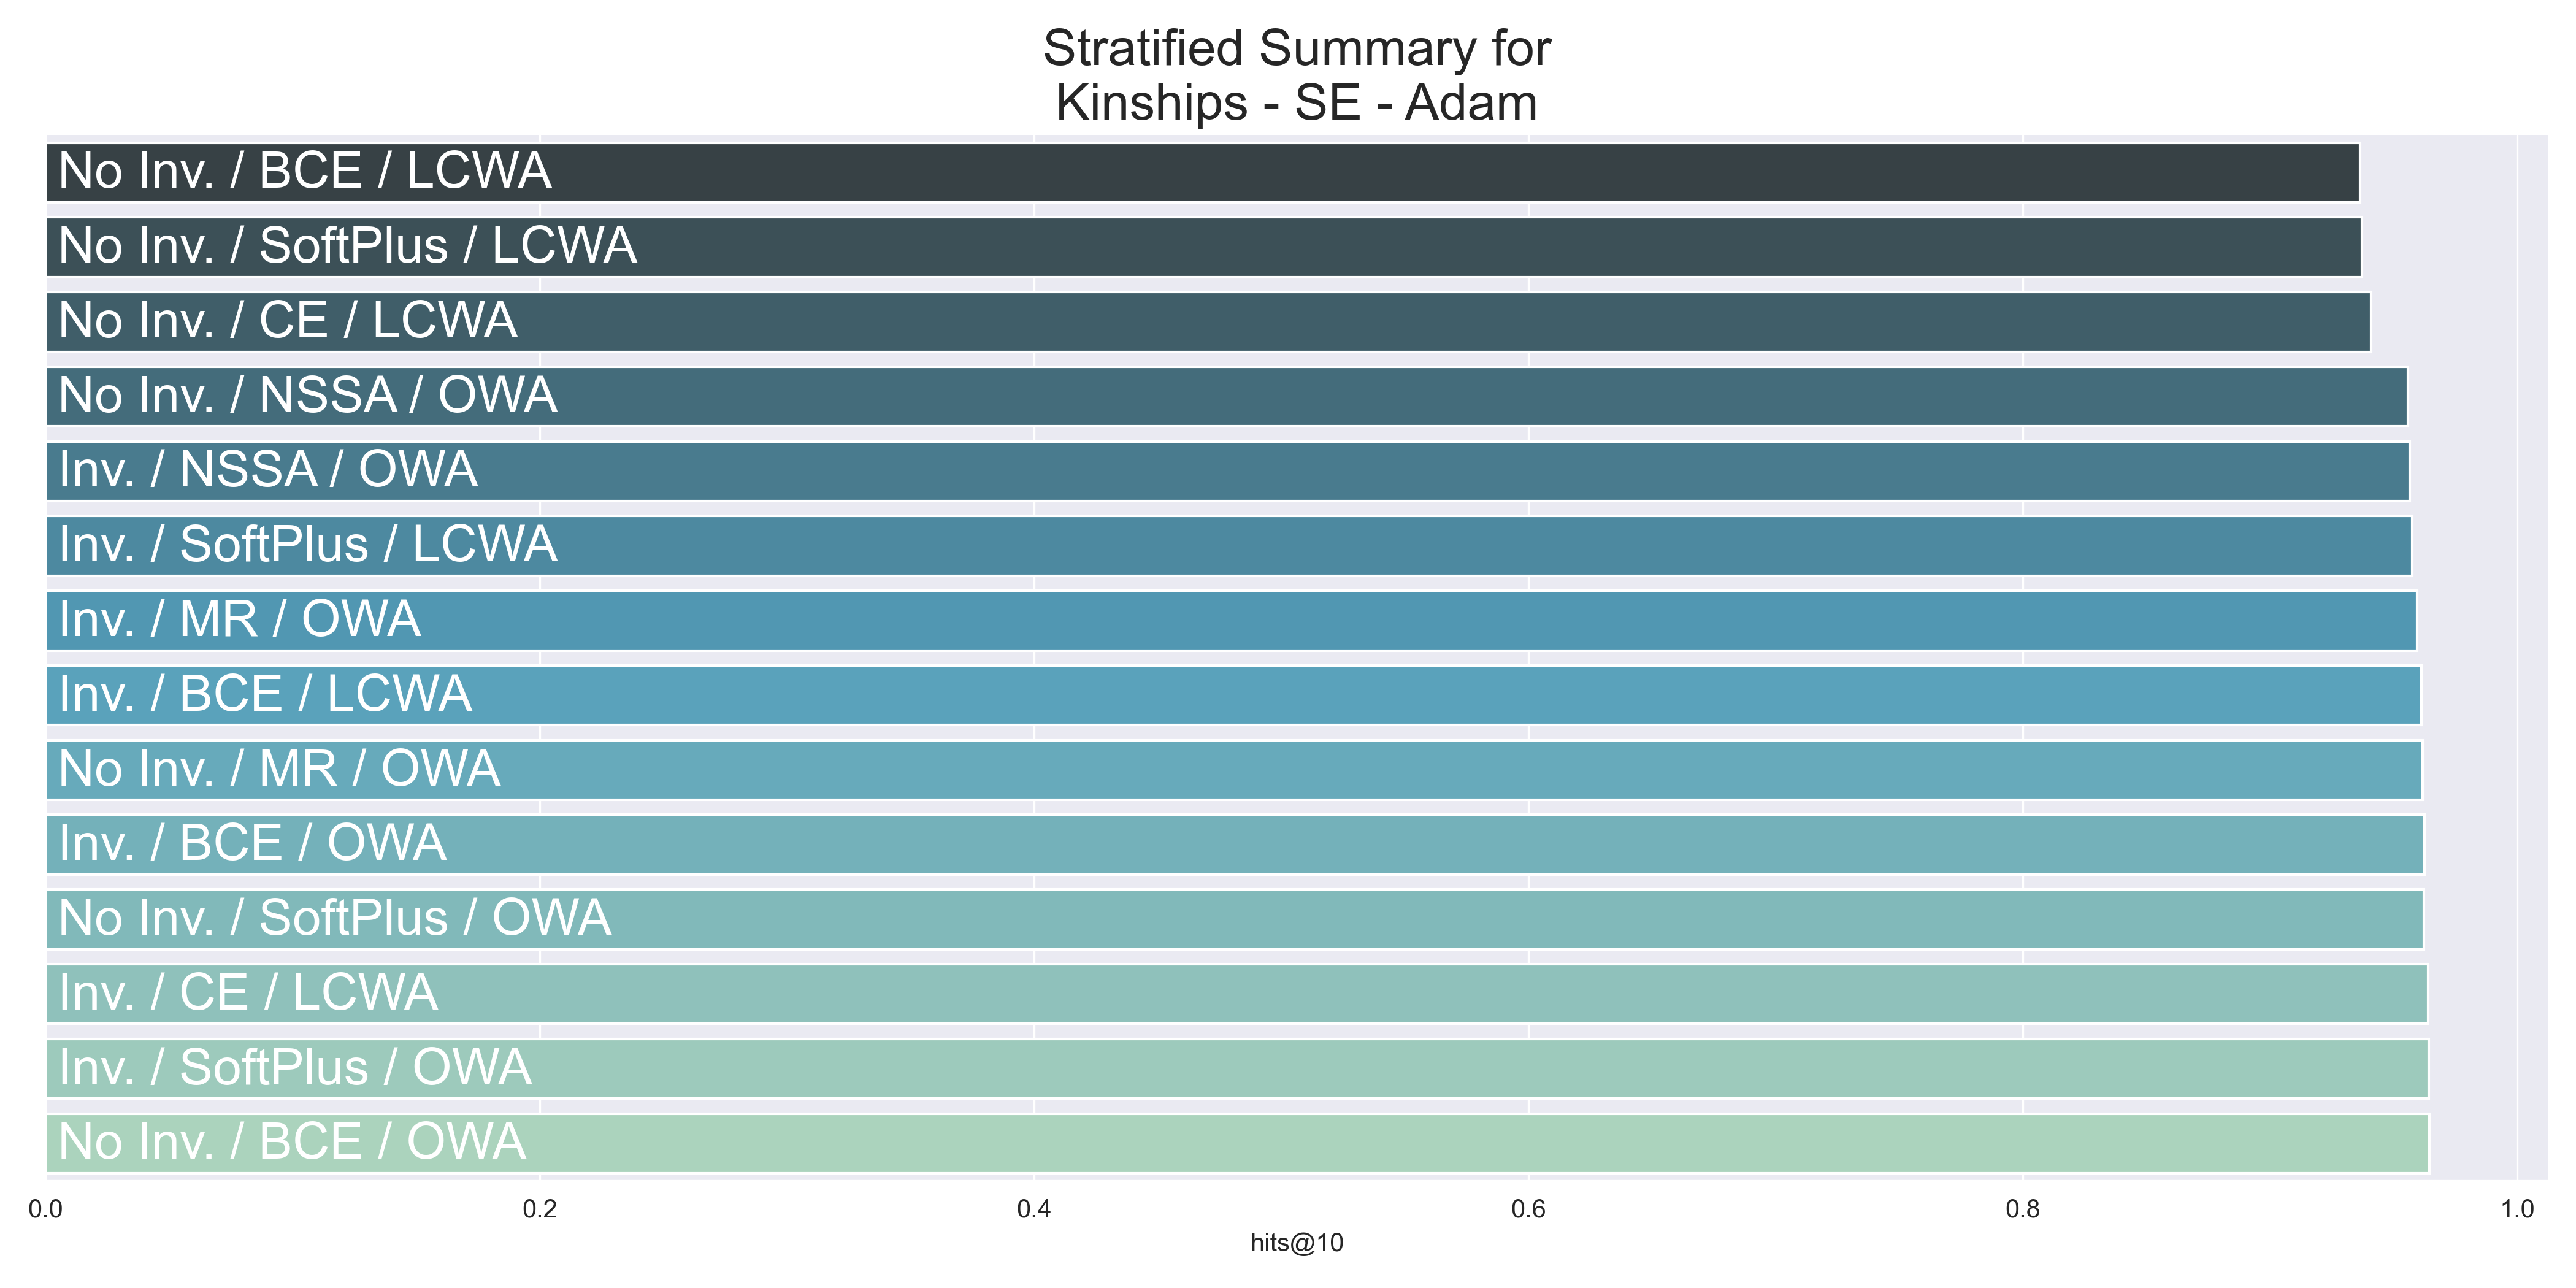 Stratified Summary for
Kinships - SE - Adam
No Inv. / BCE / LCWA
No Inv. / SoftPlus / LCWA
No Inv. / CE / LCWA
No Inv. / NSSA / OWA
Inv. / NSSA / OWA
Inv. / SoftPlus / LCWA
Inv. / MR / OWA
Inv. / BCE / LCWA
No Inv. / MR / OWA
Inv. / BCE / OWA
No Inv. / SoftPlus / OWA
Inv. / CE / LCWA
Inv. / SoftPlus / OWA
No Inv. / BCE / OWA
0.0 0.2 0.4 0.6 0.8 1.0
hits@10